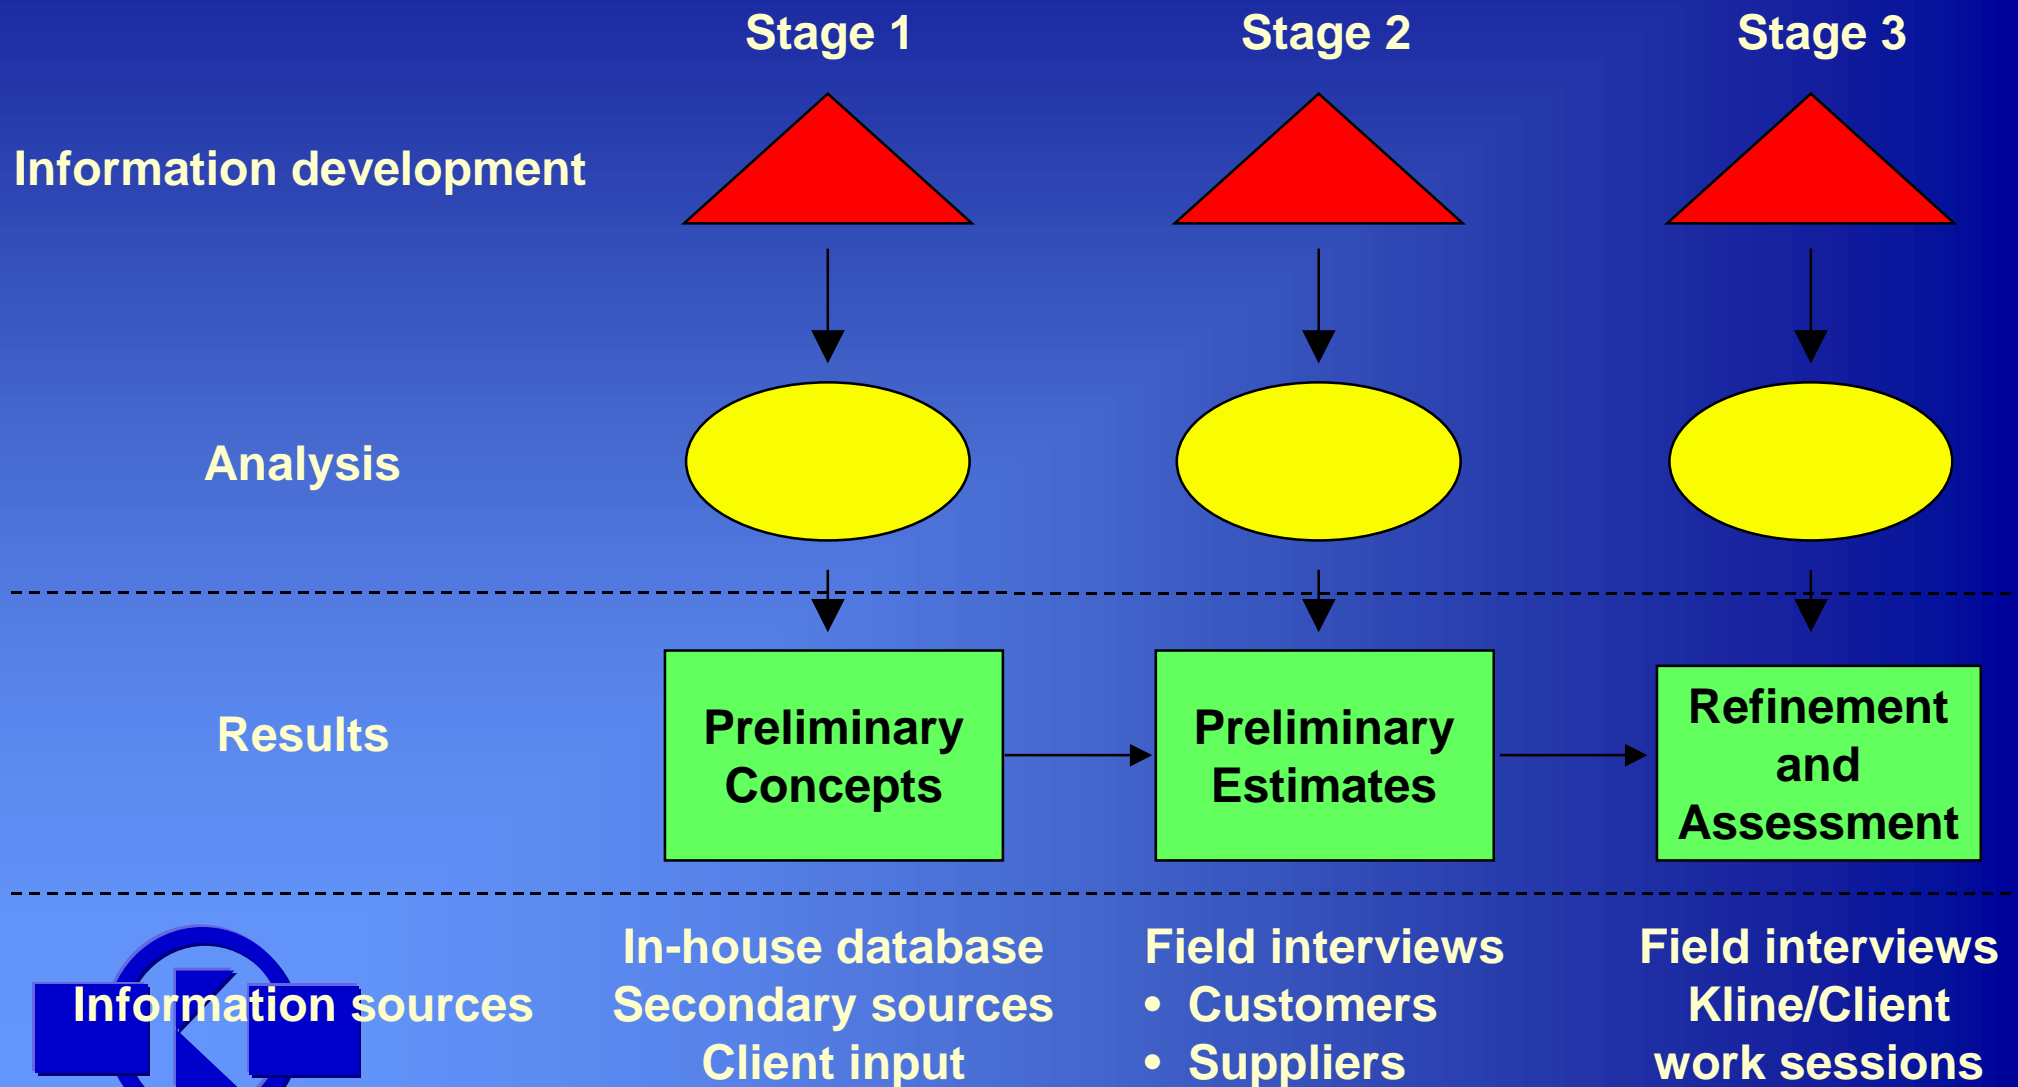 Stage 1
Stage 2
Stage 3
Information development
Analysis
Results
Preliminary
Concepts
Preliminary
Estimates
Refinement
and
Assessment
Information sources
In-house database
Secondary sources
Client input
Field interviews
• Customers
• Suppliers
Field interviews
Kline/Client
work sessions
K